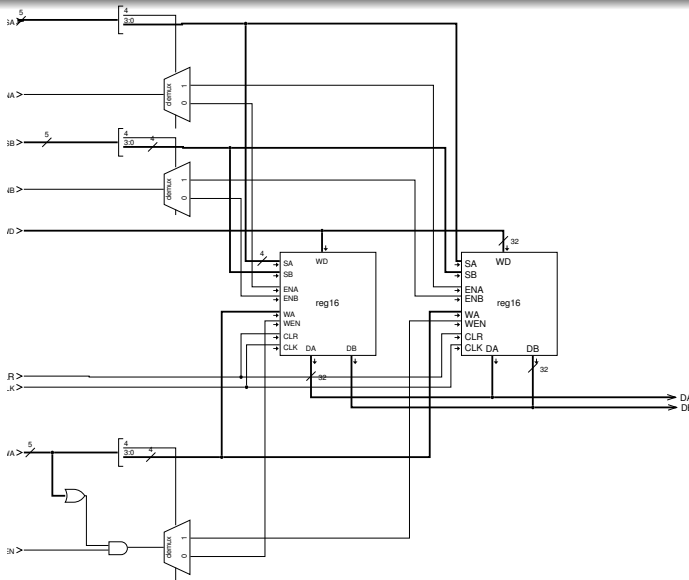 5
4
3:0
demux
1
0
5
4
3:0
4
demux
1
0
32
4
SA
SB
ENA
ENB
WA
WEN
CLR
CLK
WD
reg16
DA
DB
SA
SB
ENA
ENB
WA
WEN
CLR
CLK
WD
reg16
DA
DB
32
32
DA
5
4
3:0
4
demux
1
0